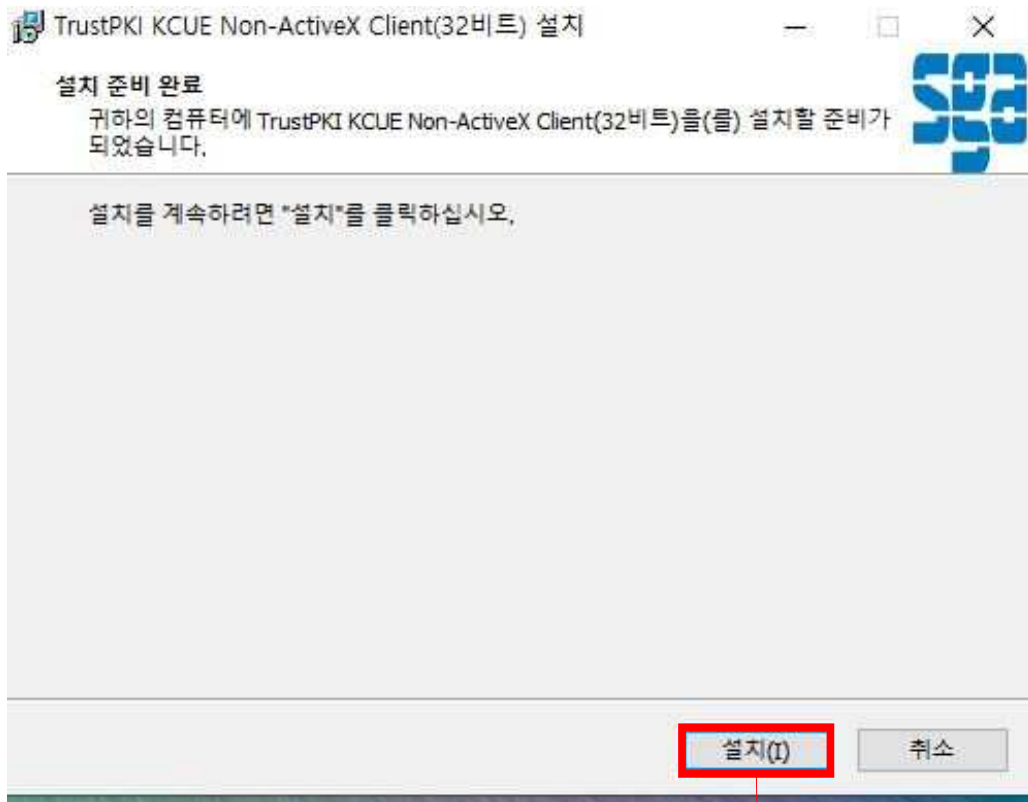 TrustPKI KCUE Non-ActiveX Client(32비트) 설치
설치 준비 완료
귀하의 컴퓨터에 TrustPKI KCUE Non-ActiveX Client(32비트)을(를) 설치할 준비가
되었습니다.
sga
설치를 계속하려면 "설치"를 클릭하십시오.
설치(I)
취소